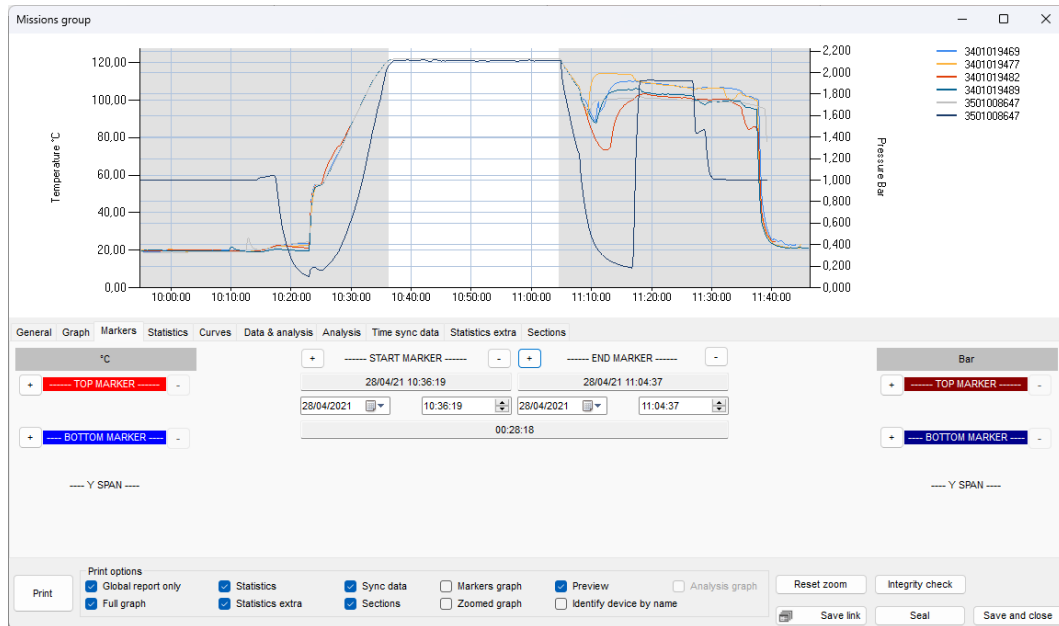 Missions group
120,00
100,00
80,00
60,00
40,00
20,00
0,00
Temperature °C
10:00:00 10:10:00 10:20:00 10:30:00 10:40:00 10:50:00 11:00:00 11:10:00 11:20:00 11:30:00 11:40:00
2,200
2,000
1,800
1,600
1,400
1,200
1,000
0,800
0,600
0,400
0,200
0,000
Pressure Bar
3401019469
3401019477
3401019482
3401019489
3501008647
3501008647
General Graph Markers Statistics Curves Data & analysis Analysis Time sync data Statistics extra Sections
°C + ------ START MARKER ------ - + ---- END MARKER ------ - Bar
+ ------ TOP MARKER ------ - 28/04/21 10:36:19 28/04/21 11:04:37 + ------ TOP MARKER ------ -
28/04/2021 10:36:19 28/04/2021 11:04:37
+ ---- BOTTOM MARKER ---- - 00:28:18 + ---- BOTTOM MARKER ---- -
---- Y SPAN ---- ---- Y SPAN ----
Print options
Print
Global report only Statistics Sync data Markers graph Preview Analysis graph Reset zoom Integrity check
Full graph Statistics extra Sections Zoomed graph Identify device by name
Save link Seal Save and close